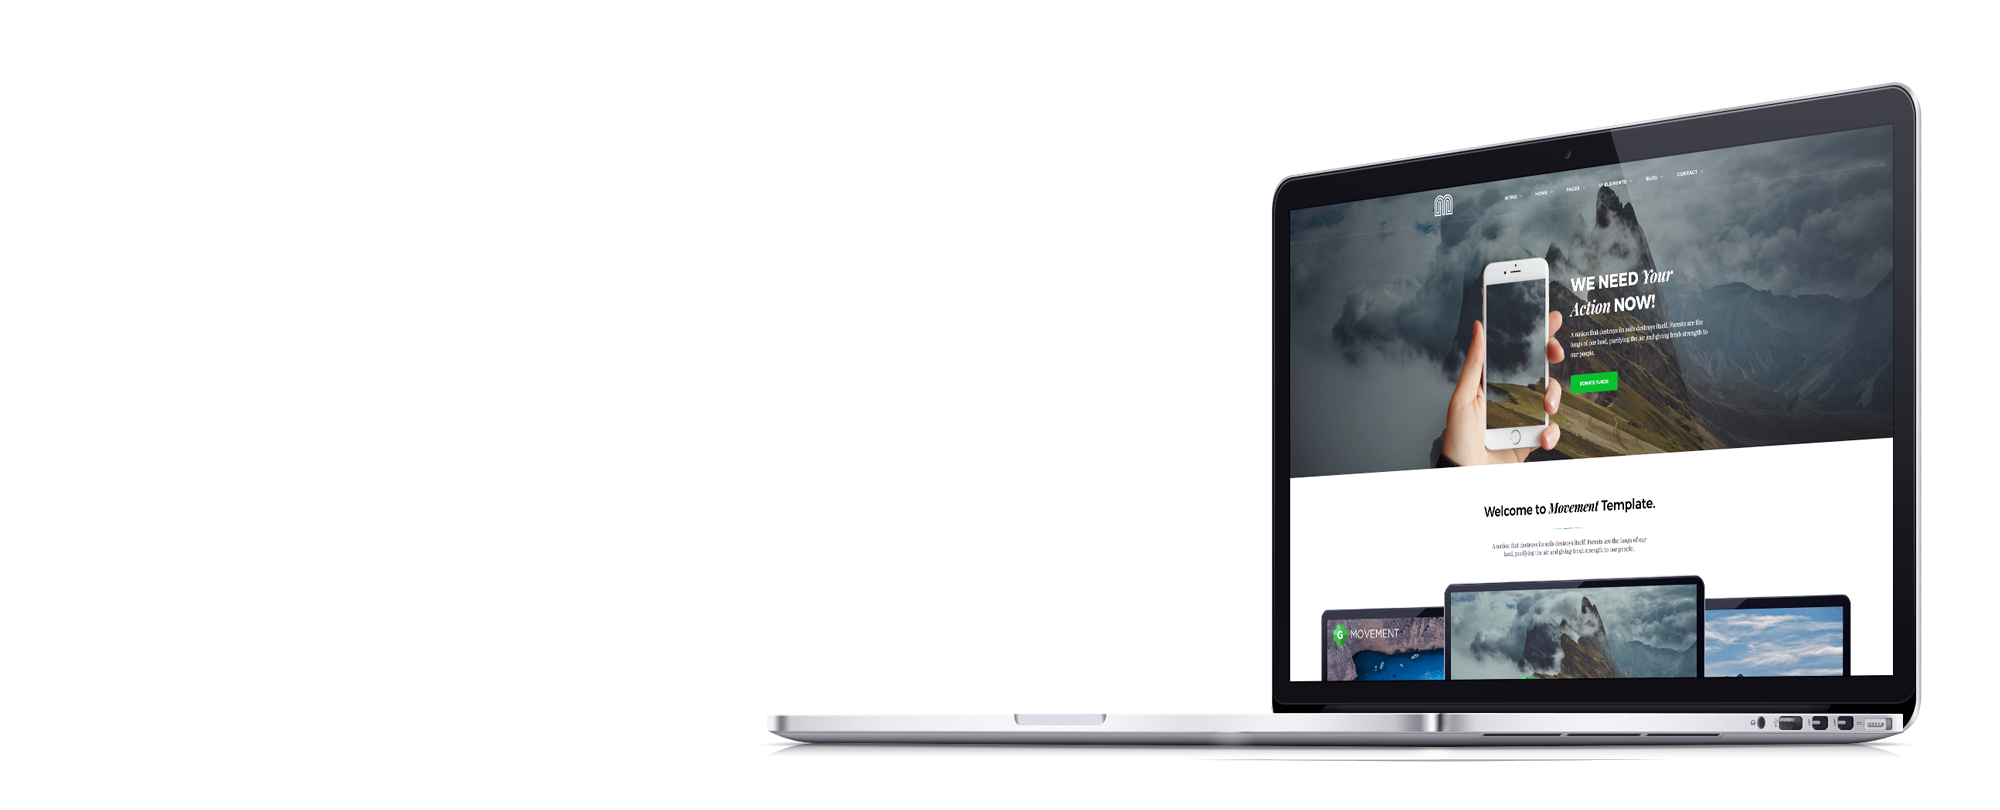 INTRO HOME PAGES ELEMENTS BLOG CONTACT
WE NEED Your
Action NOW!
A nation that destroys its soils destroys itself. Forests are the
lungs of our land, purifying the air and giving fresh strength to
our people.
DONATE FUNDS
Welcome to Movement Template.
A nation that destroys its soils destroys itself. Forests are the lungs of our
land, purifying the air and giving fresh strength to our people.
G MOVEMENT